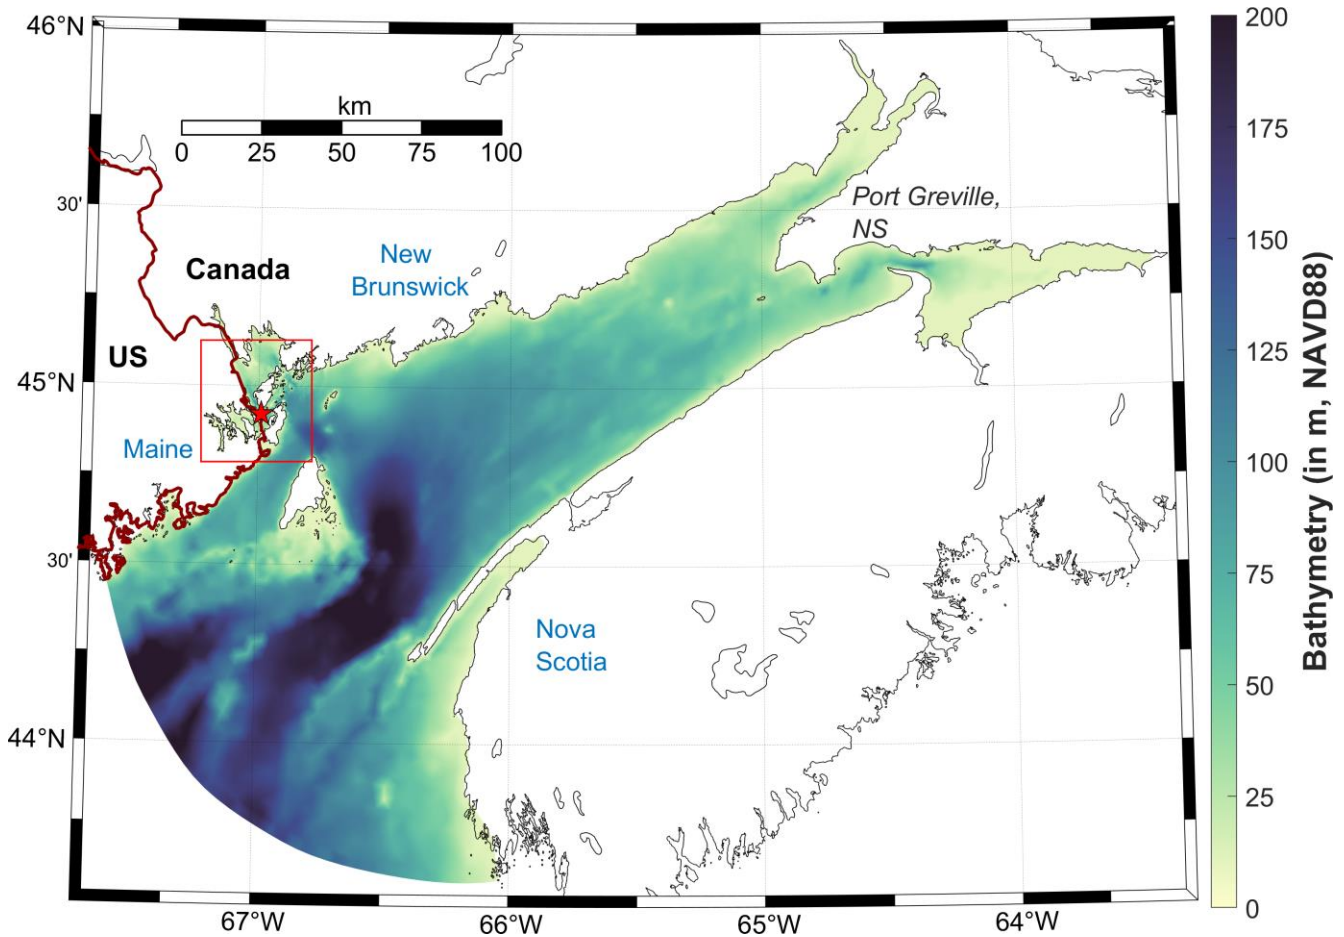 46°N
km
0 25 50 75 100
30'
Port Greville,
NS
New
Brunswick
Canada
US
45°N
Maine
30'
Nova
Scotia
44°N
67°W 66°W 65°W 64°W
200
175
150
125
100
75
50
25
0
Bathymetry (in m, NAVD88)